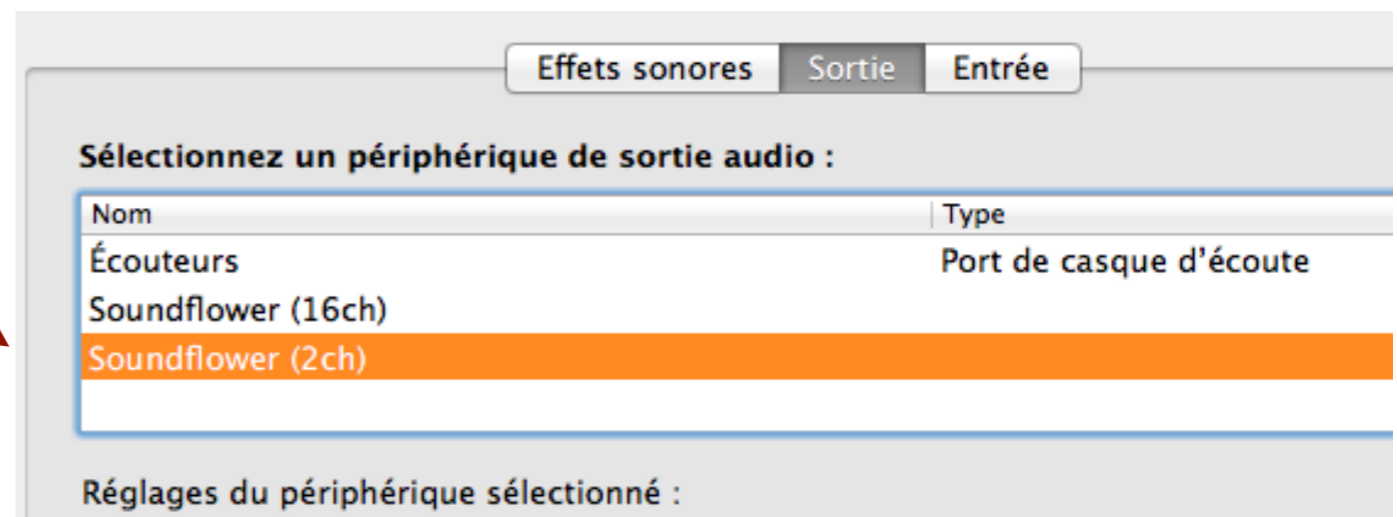 Effets sonores Sortie Entrée
Sélectionnez un périphérique de sortie audio :
Nom Type
Écouteurs Port de casque d’écoute
Soundflower (16ch)
Soundflower (2ch)
Réglages du périphérique sélectionné :